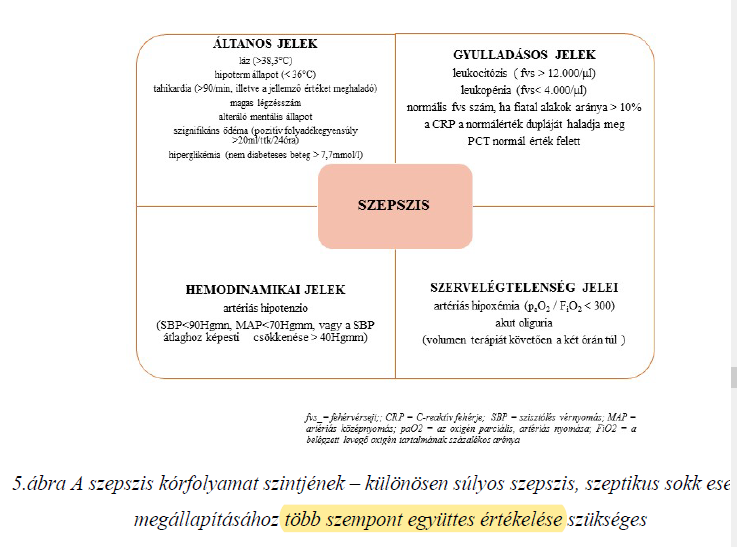 ÁLTANOS JELEK
láz (>38,3°C)
hipoterm állapot (< 36°C)
tahikardia (>90/min, illetve a jellemző értéket meghaladó)
magas légzésszám
alteráló mentális állapot
szignifikáns ödéma (pozitív folyadékegyensúly
>20ml/ttk/24óra)
hiperglikémia (nem diabeteses beteg > 7,7mmol/l)
GYULLADÁSOS JELEK
leukocitózis ( fvs > 12.000/µl)
leukopénia (fvs< 4.000/µl)
normális fvs szám, ha fiatal alakok aránya > 10%
a CRP a normálérték dupláját haladja meg
PCT normál érték felett
SZEPSZIS
HEMODINAMIKAI JELEK
artériás hipotenzio
(SBP<90Hgmn, MAP<70Hgmm, vagy a SBP
átlaghoz képesti csökkenése > 40Hgmm)
SZERVELÉGTELENSÉG JELEI
artériás hipoxémia (paO2 / FiO2 < 300)
akut oliguria
(volumen terápiát követően a két órán túl )
fvs_= fehérvérsejt;; CRP = C-reaktív fehérje; SBP = szisztólés vérnyomás; MAP =
artériás középnyomás; paO2 = az oxigén parciális, artériás nyomása; FiO2 = a
belégzett levegő oxigén tartalmának százalékos aránya
5.ábra A szepszis kórfolyamat szintjének – különösen súlyos szepszis, szeptikus sokk ese
megállapításához több szempont együttes értékelése szükséges